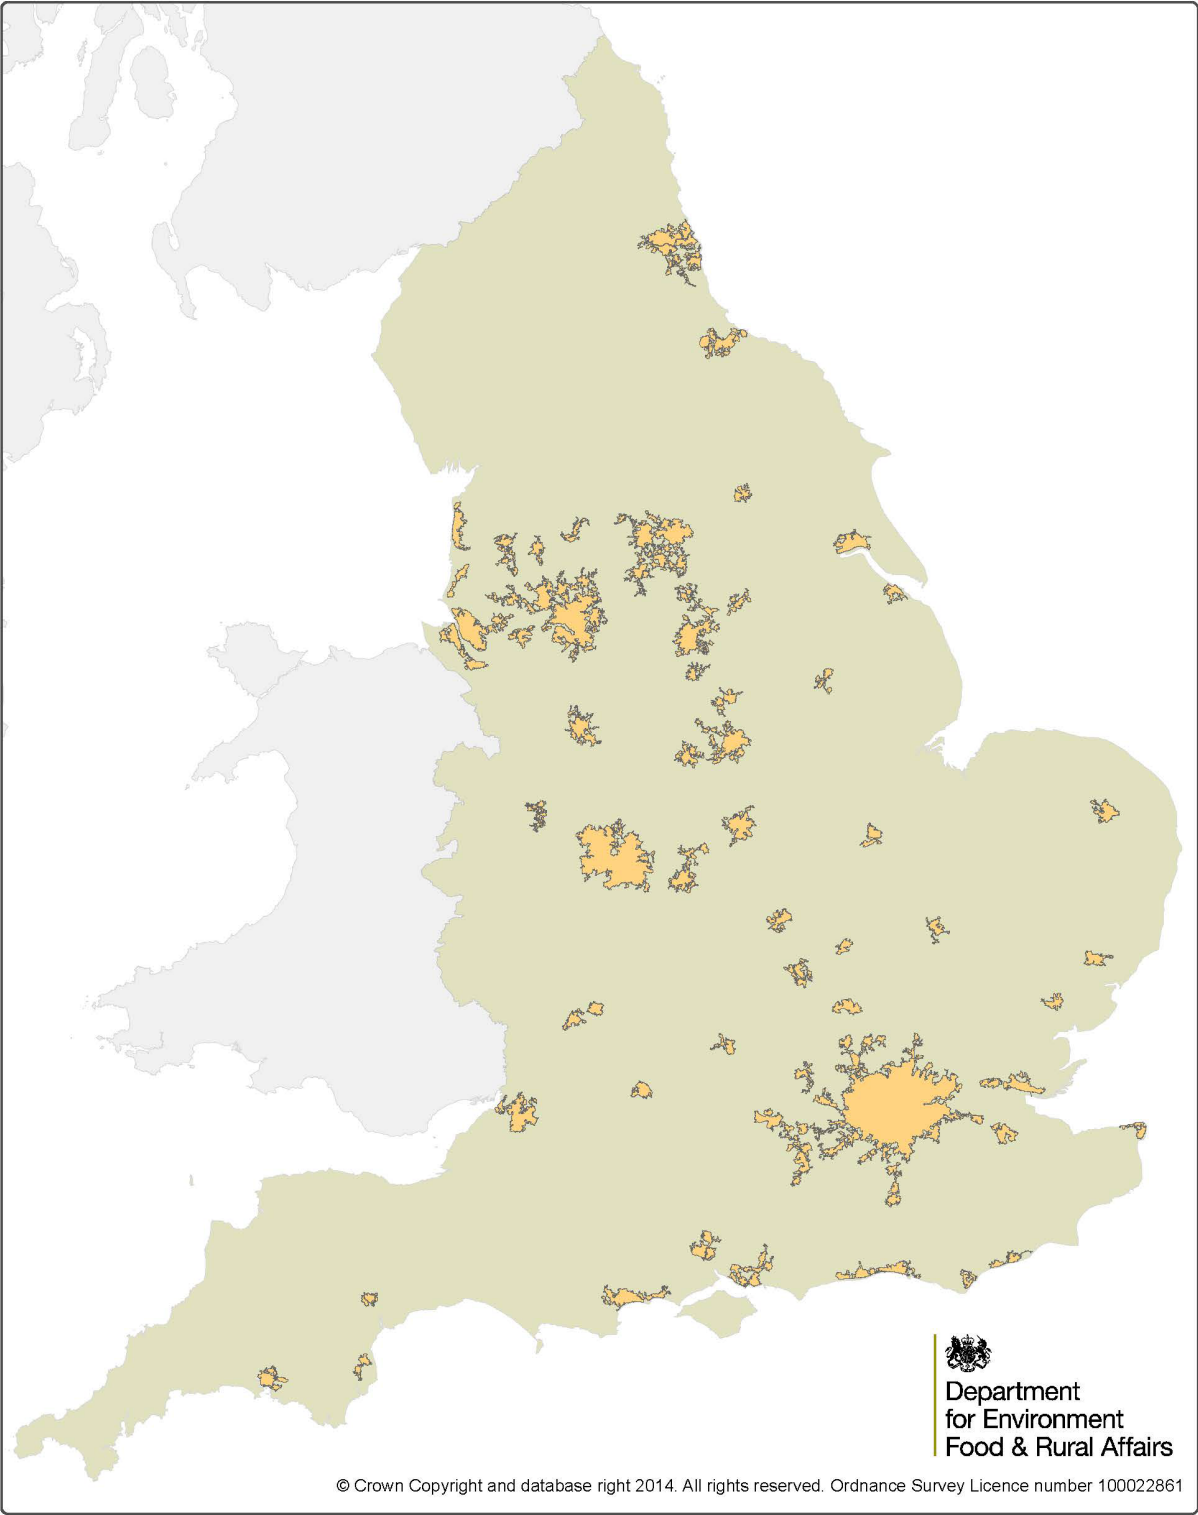 Department
for Environment
Food & Rural Affairs
© Crown Copyright and database right 2014. All rights reserved. Ordnance Survey Licence number 100022861